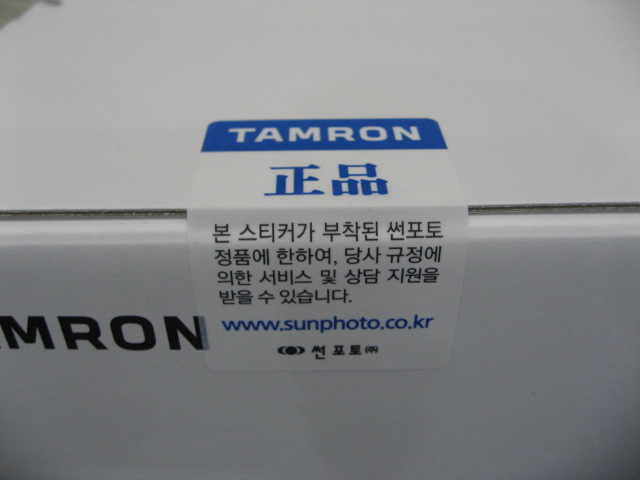 TAMRON
正品
본 스티커가 부착된 썬포토
정품에 한하여, 당사 규정에
의한 서비스 및 상담 지원을
받을 수 있습니다.
www.sunphoto.co.kr
썬포토㈜
AMRON